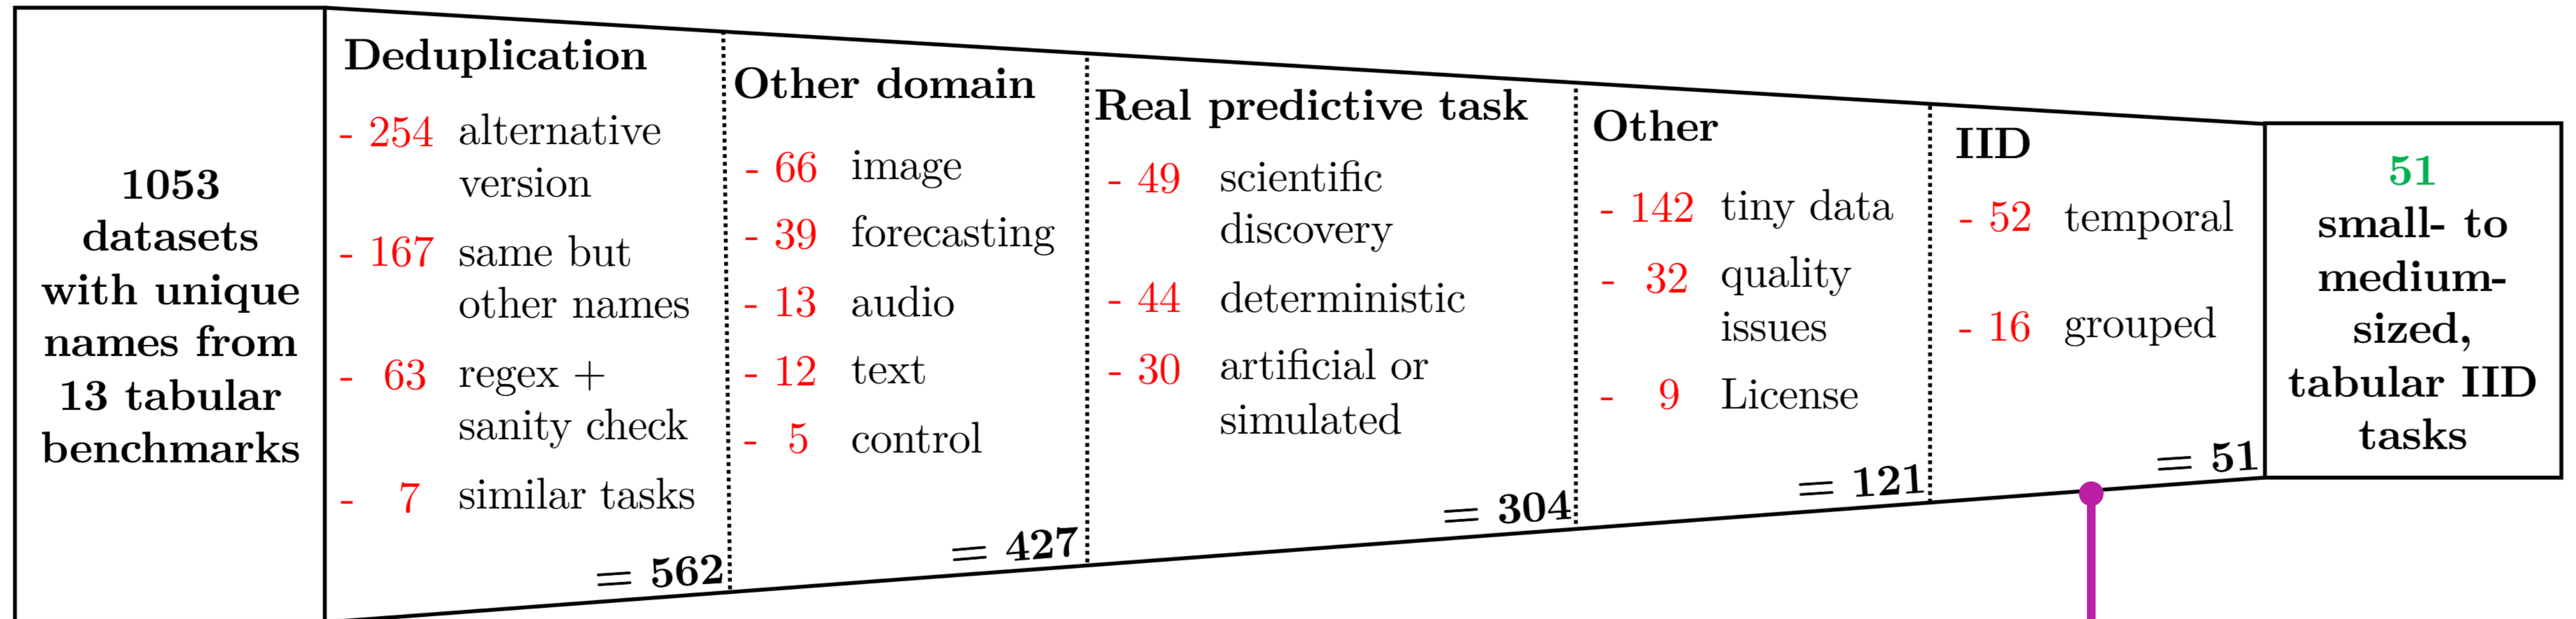 1053
datasets
with unique
names from
13 tabular
benchmarks
Deduplication
- 254 alternative
version
- 167 same but
other names
- 63 regex +
sanity check
- 7 similar tasks
= 562
Other domain
- 66 image
- 39 forecasting
- 13 audio
- 12 text
- 5 control
= 427
Real predictive task
- 49 scientific
discovery
- 44 deterministic
- 30 artificial or
simulated
= 304
Other
- 142 tiny data
- 32 quality
issues
- 9 License
= 121
IID
- 52 temporal
- 16 grouped
= 51
51
small- to
medium-
sized,
tabular IID
tasks